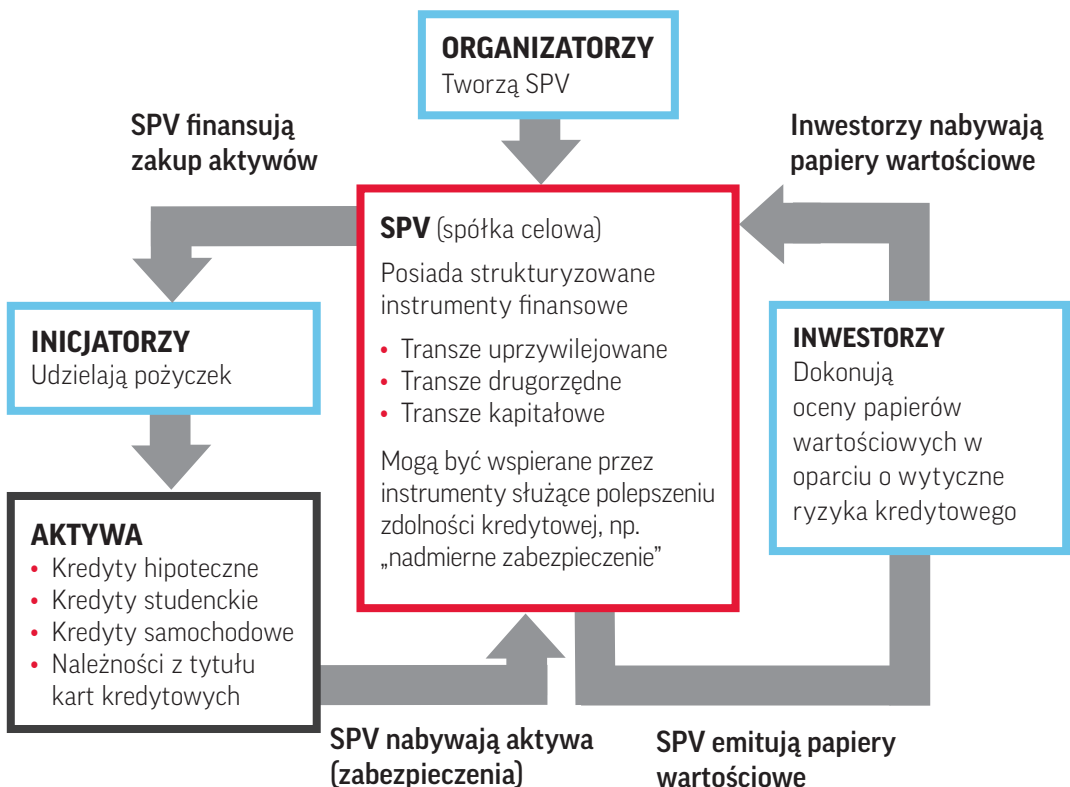 ORGANIZATORZY
Tworzą SPV
SPV finansują
zakup aktywów
Inwestorzy nabywają
papiery wartościowe
SPV (spółka celowa)
Posiada strukturyzowane
instrumenty finansowe
• Transze uprzywilejowane
• Transze drugorzędne
• Transze kapitałowe
Mogą być wspierane przez
instrumenty służące polepszeniu
zdolności kredytowej, np.
„nadmierne zabezpieczenie”
INICJATORZY
Udzielają pożyczek
INWESTORZY
Dokonują
oceny papierów
wartościowych w
oparciu o wytyczne
ryzyka kredytowego
AKTYWA
• Kredyty hipoteczne
• Kredyty studenckie
• Kredyty samochodowe
• Należności z tytułu
kart kredytowych
SPV nabywają aktywa
(zabezpieczenia)
SPV emitują papiery
wartościowe